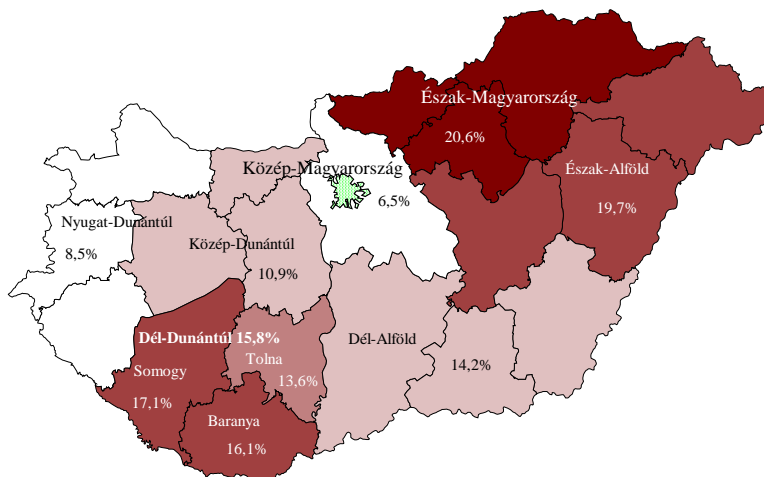 Észak-Magyarország
20,6%
Közép-Magyarország
6,5%
Észak-Alföld
19,7%
Nyugat-Dunántúl
8,5%
Közép-Dunántúl
10,9%
Dél-Dunántúl 15,8%
Somogy
17,1%
Tolna
13,6%
Baranya
16,1%
Dél-Alföld
14,2%